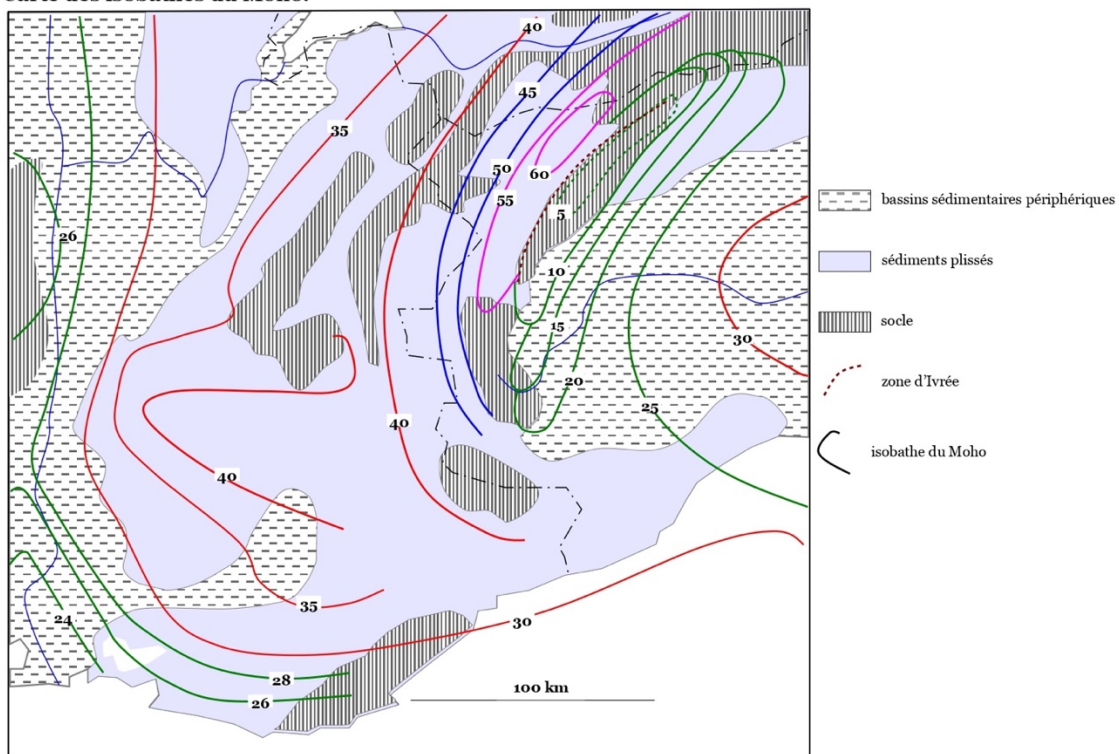 carte des isobathes du Moho.
40
45
35
50
60
55
26
5
10
15
30
20
25
40
40
35
24
30
28
26
100 km
bassins sédimentaires périphériques
sédiments plissés
socle
zone d'Ivrée
isobathe du Moho